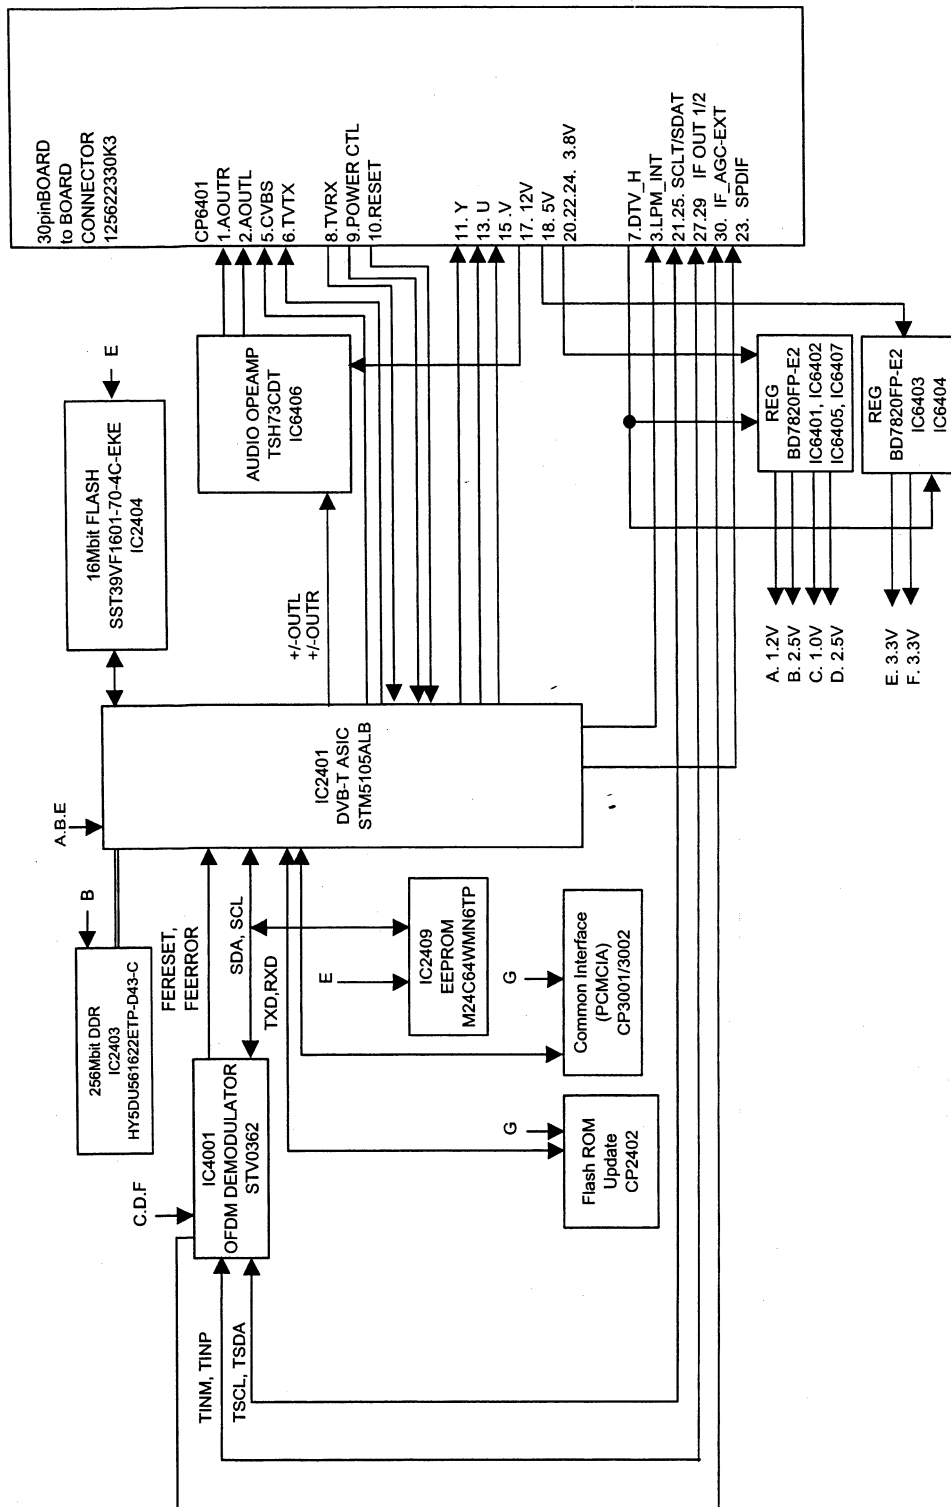 30pinBOARD
to BOARD
CONNECTOR
125622330K3
CP6401
1.AOUTR
2.AOUTL
5.CVBS
6.TVTX
8.TVRX
9.POWER CTL
10.RESET
11. Y
13. U
15 .V
17. 12V
18. 5V
20.22.24. 3.8V
7.DTV_H
3.LPM_INT
21.25. SCLT/SDAT
27.29 IF OUT 1/2
30. IF_AGC-EXT
23. SPDIF
E
16Mbit FLASH
SST39VF1601-70-4C-EKE
IC2404
AUDIO OPEAMP
TSH73CDT
IC6406
+/-OUTL
+/-OUTR
REG
BD7820FP-E2
IC6401, IC6402
IC6405, IC6407
REG
BD7820FP-E2
IC6403
IC6404
A. 1.2V
B. 2.5V
C. 1.0V
D. 2.5V
E. 3.3V
F. 3.3V
A.B.E
IC2401
DVB-T ASIC
STM5105ALB
B
256Mbit DDR
IC2403
HY5DU561622ETP-D43-C
FERESET,
FEERROR
SDA, SCL
TXD,RXD
E
IC2409
EEPROM
M24C64WMN6TP
G
Common Interface
(PCMCIA)
CP3001/3002
C.D.F
IC4001
OFDM DEMODULATOR
STV0362
G
Flash ROM
Update
CP2402
TINM, TINP
TSCL, TSDA